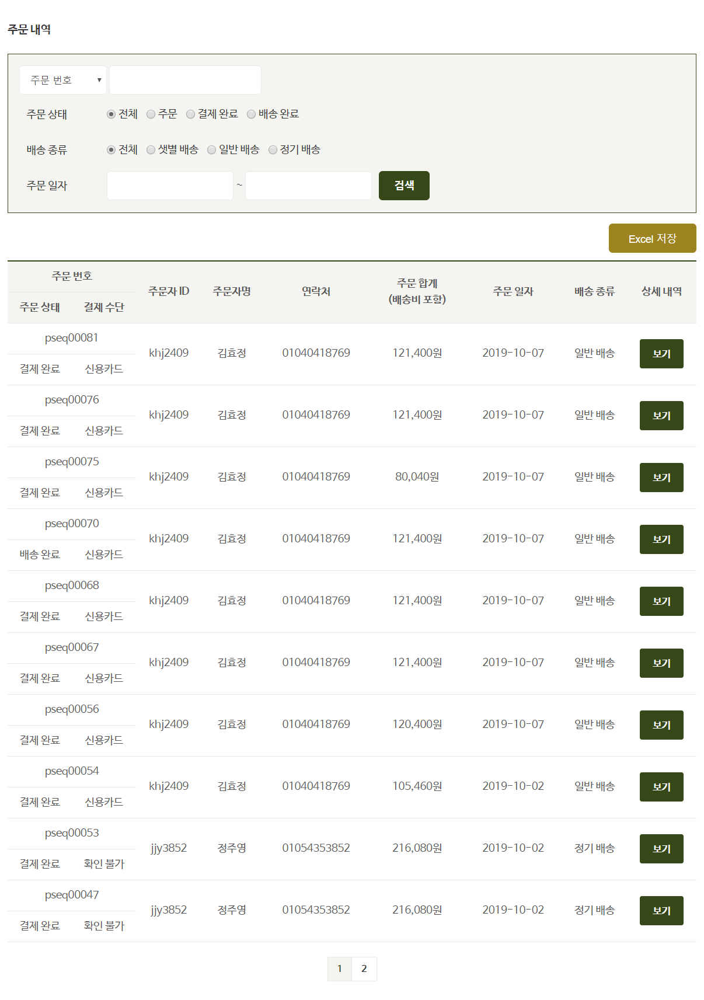 주문 내역
주문 번호 ▼
주문 상태 전체 주문 결제 완료 배송 완료
배송 종류 전체 샛별 배송 일반 배송 정기 배송
주문 일자 ~ 검색
Excel 저장
주문 번호
주문 상태 결제 수단
주문자 ID 주문자명 연락처 주문 합계
(배송비 포함)
주문 일자 배송 종류 상세 내역
pseq00081
결제 완료 신용카드
khj2409 김효정 01040418769 121,400원 2019-10-07 일반 배송 보기
pseq00076
결제 완료 신용카드
khj2409 김효정 01040418769 121,400원 2019-10-07 일반 배송 보기
pseq00075
결제 완료 신용카드
khj2409 김효정 01040418769 80,040원 2019-10-07 일반 배송 보기
pseq00070
배송 완료 신용카드
khj2409 김효정 01040418769 121,400원 2019-10-07 일반 배송 보기
pseq00068
결제 완료 신용카드
khj2409 김효정 01040418769 121,400원 2019-10-07 일반 배송 보기
pseq00067
결제 완료 신용카드
khj2409 김효정 01040418769 121,400원 2019-10-07 일반 배송 보기
pseq00056
결제 완료 신용카드
khj2409 김효정 01040418769 120,400원 2019-10-07 일반 배송 보기
pseq00054
결제 완료 신용카드
khj2409 김효정 01040418769 105,460원 2019-10-02 일반 배송 보기
pseq00053
결제 완료 확인 불가
jjy3852 정주영 01054353852 216,080원 2019-10-02 정기 배송 보기
pseq00047
결제 완료 확인 불가
jjy3852 정주영 01054353852 216,080원 2019-10-02 정기 배송 보기
1 2